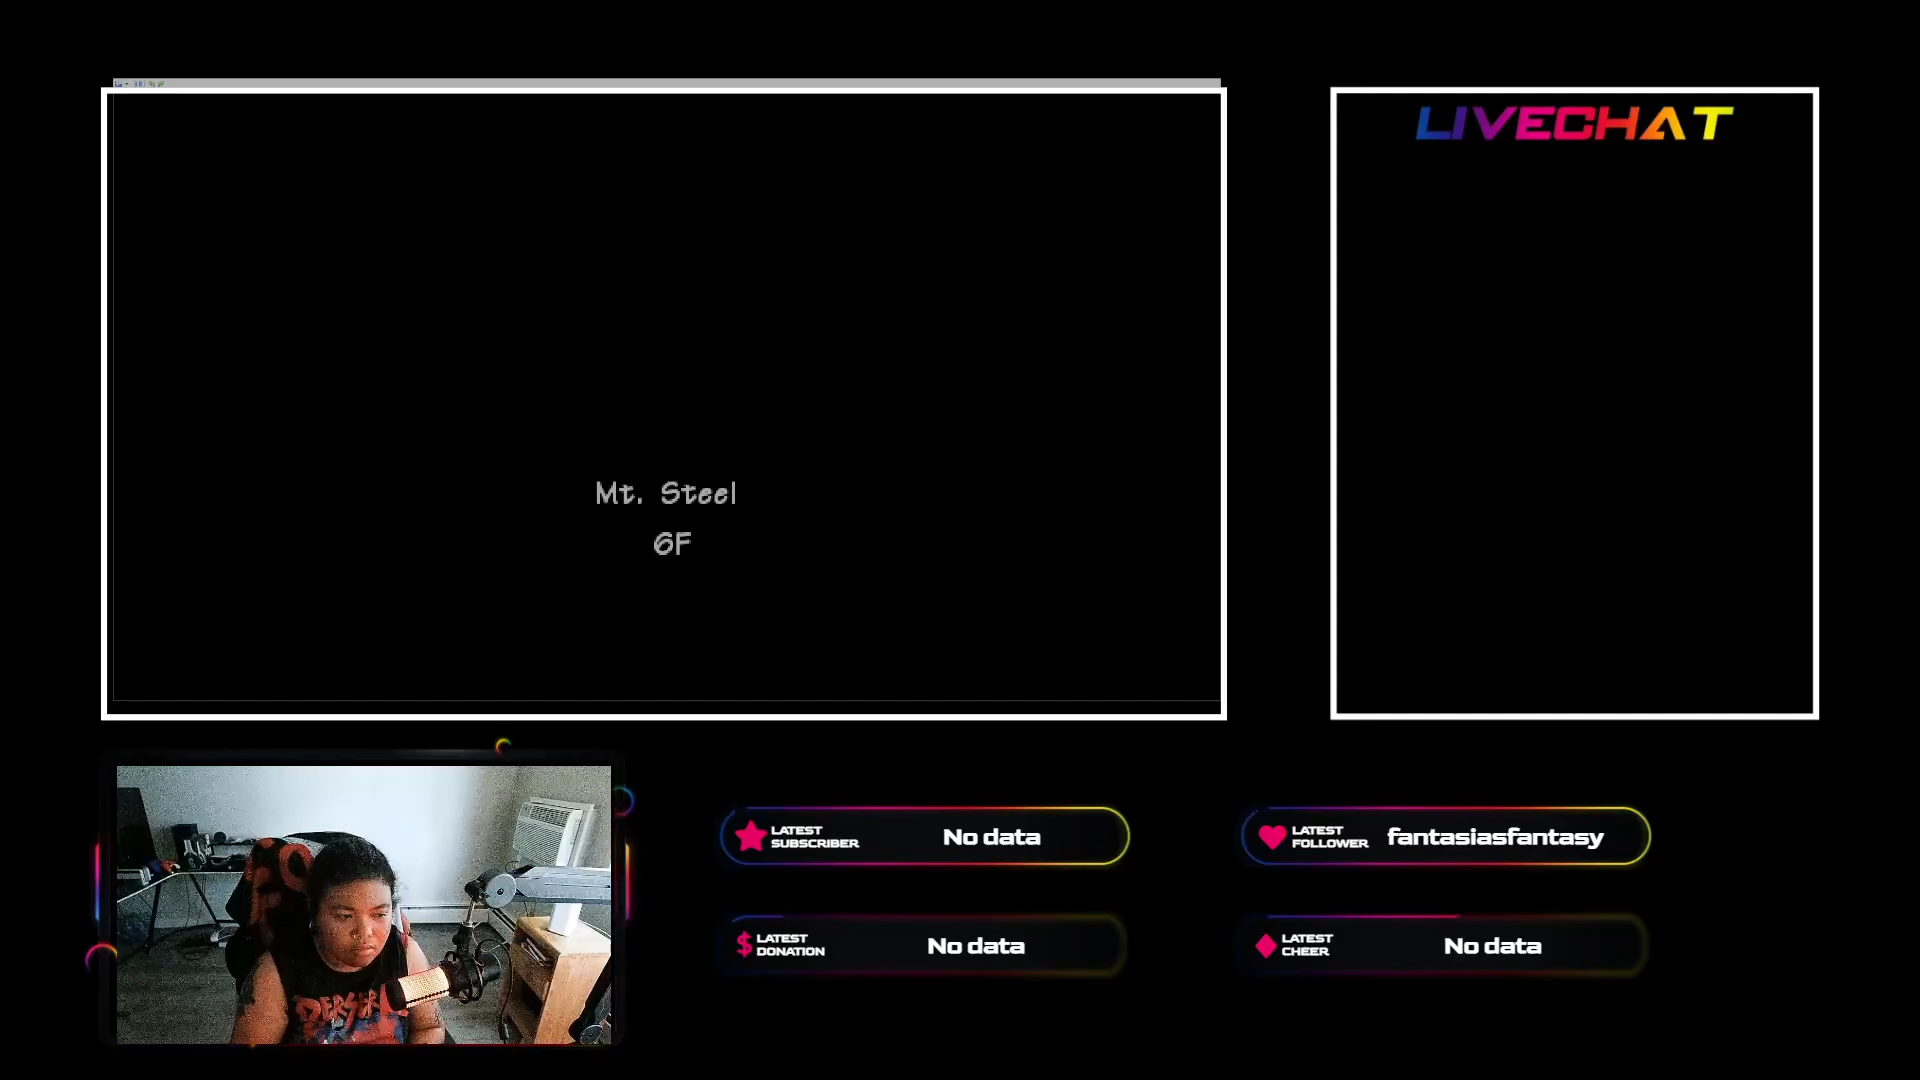 LIVECHAT
Mt. Steel
6F
LATEST SUBSCRIBER
No data
LATEST FOLLOWER
fantasiasfantasy
LATEST DONATION
No data
LATEST CHEER
No data